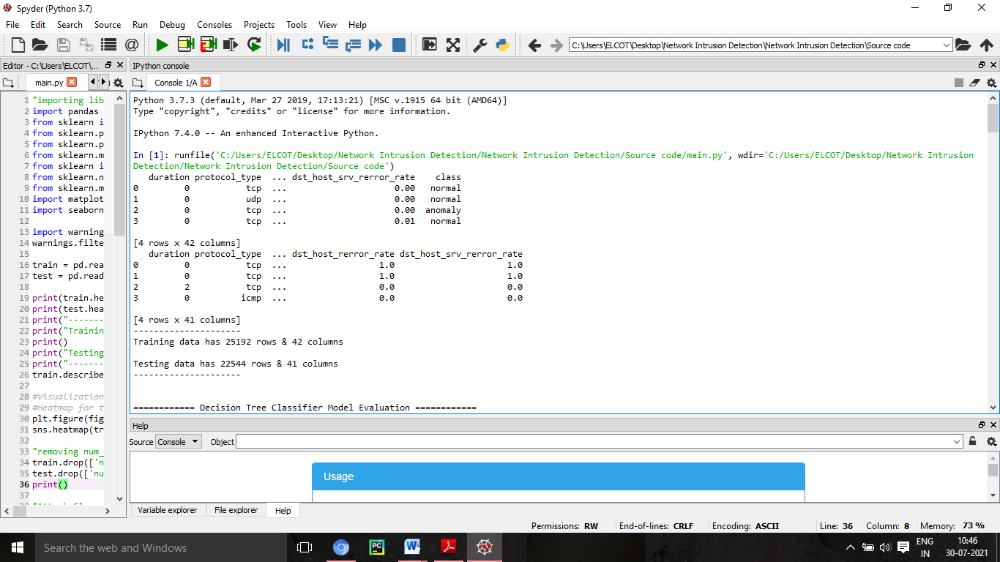 Spyder (Python 3.7)
File Edit Search Source Run Debug Consoles Projects Tools View Help
C:\Users\ELCOT\Desktop\Network Intrusion Detection\Network Intrusion Detection\Source code
Editor - C:\Users\ELCOT\...
main.py
1 "importing lib
2 import pandas
3 from sklearn i
4 from sklearn.p
5 from sklearn.p
6 from sklearn.m
7 from sklearn i
8 from sklearn.n
9 from sklearn.m
10 import matplot
11 import seaborn
12
13 import warning
14 warnings.filte
15
16 train = pd.rea
17 test = pd.read
18
19 print(train.he
20 print(test.hea
21 print("-------
22 print("Trainin
23 print()
24 print("Testing
25 print("-------
26 train.describe
27
28 #Visualization
29 #Heatmap for t
30 plt.figure(fig
31 sns.heatmap(tr
32
33 "removing num_
34 train.drop(['n
35 test.drop(['nu
36 print()
37
IPython console
Console 1/A
Python 3.7.3 (default, Mar 27 2019, 17:13:21) [MSC v.1915 64 bit (AMD64)]
Type "copyright", "credits" or "license" for more information.
IPython 7.4.0 -- An enhanced Interactive Python.
In [1]: runfile('C:/Users/ELCOT/Desktop/Network Intrusion Detection/Network Intrusion Detection/Source code/main.py', wdir='C:/Users/ELCOT/Desktop/Network Intrusion
Detection/Network Intrusion Detection/Source code')
duration protocol_type ... dst_host_srv_rerror_rate class
0 0 tcp ... 0.00 normal
1 0 udp ... 0.00 normal
2 0 tcp ... 0.00 anomaly
3 0 tcp ... 0.01 normal
[4 rows x 42 columns]
duration protocol_type ... dst_host_rerror_rate dst_host_srv_rerror_rate
0 0 tcp ... 1.0 1.0
1 0 tcp ... 1.0 1.0
2 2 tcp ... 0.0 0.0
3 0 icmp ... 0.0 0.0
[4 rows x 41 columns]
---------------------
Training data has 25192 rows & 42 columns
Testing data has 22544 rows & 41 columns
---------------------
============ Decision Tree Classifier Model Evaluation ============
Help
Source Console Object
Usage
Variable explorer File explorer Help
Permissions: RW End-of-lines: CRLF Encoding: ASCII Line: 36 Column: 8 Memory: 73 %
Search the web and Windows
ENG
IN
10:46
30-07-2021